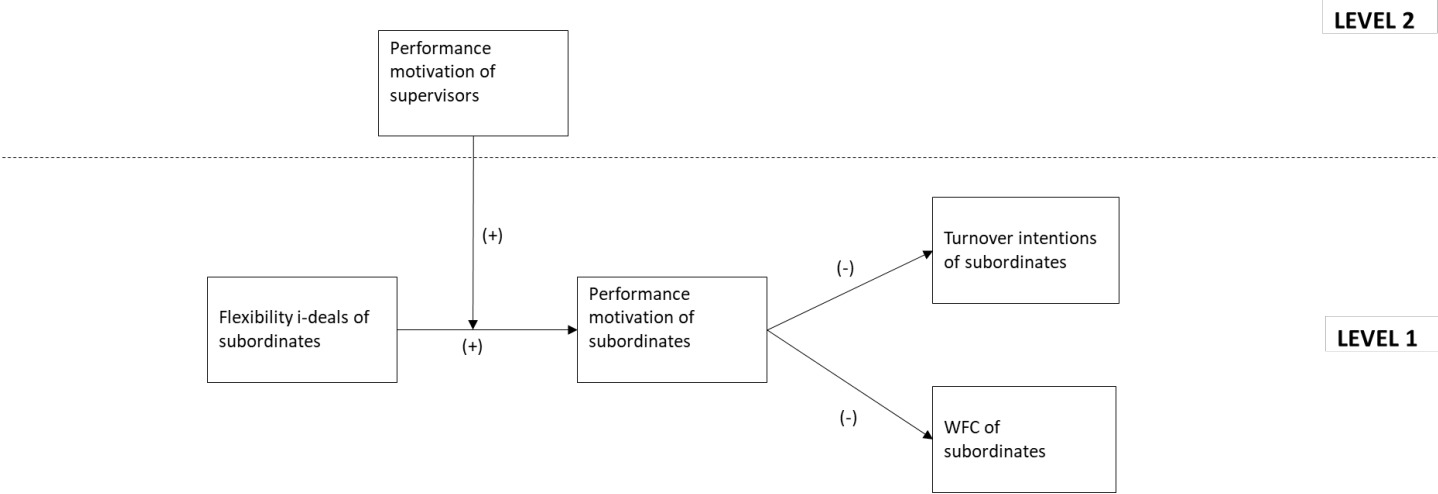 LEVEL 2
Performance
motivation of
supervisors
(+)
Turnover intentions
of subordinates
(-)
Flexibility i-deals of
subordinates
(+)
Performance
motivation of
subordinates
LEVEL 1
(-)
WFC of
subordinates